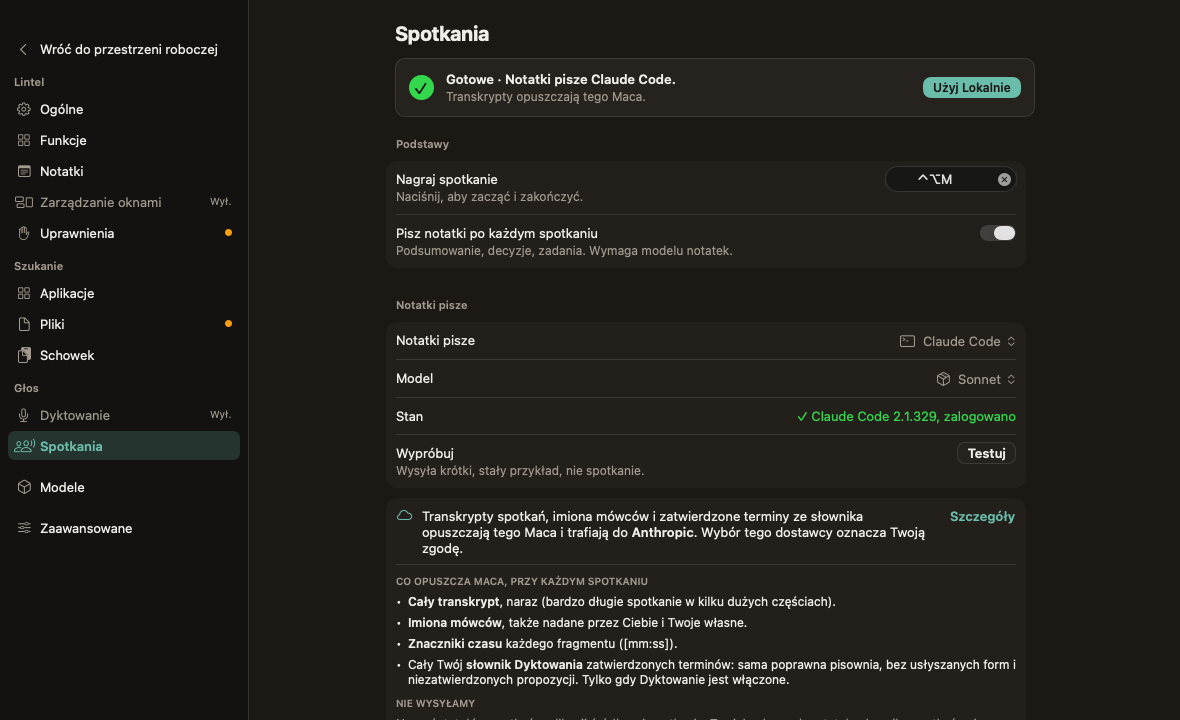 Wróć do przestrzeni roboczej
Lintel
Ogólne
Funkcje
Notatki
Zarządzanie oknami Wył.
Uprawnienia
Szukanie
Aplikacje
Pliki
Schowek
Głos
Dyktowanie Wył.
Spotkania
Modele
Zaawansowane
Spotkania
Gotowe · Notatki pisze Claude Code.
Transkrypty opuszczają tego Maca.
Użyj Lokalnie
Podstawy
Nagraj spotkanie
Naciśnij, aby zacząć i zakończyć.
^⌥M
Pisz notatki po każdym spotkaniu
Podsumowanie, decyzje, zadania. Wymaga modelu notatek.
Notatki pisze
Notatki pisze Claude Code
Model Sonnet
Stan ✓ Claude Code 2.1.329, zalogowano
Wypróbuj
Wysyła krótki, stały przykład, nie spotkanie.
Testuj
Transkrypty spotkań, imiona mówców i zatwierdzone terminy ze słownika
opuszczają tego Maca i trafiają do Anthropic. Wybór tego dostawcy oznacza Twoją
zgodę.
Szczegóły
CO OPUSZCZA MACA, PRZY KAŻDYM SPOTKANIU
• Cały transkrypt, naraz (bardzo długie spotkanie w kilku dużych częściach).
• Imiona mówców, także nadane przez Ciebie i Twoje własne.
• Znaczniki czasu każdego fragmentu ([mm:ss]).
• Cały Twój słownik Dyktowania zatwierdzonych terminów: sama poprawna pisownia, bez usłyszanych form i
niezatwierdzonych propozycji. Tylko gdy Dyktowanie jest włączone.
NIE WYSYŁAMY